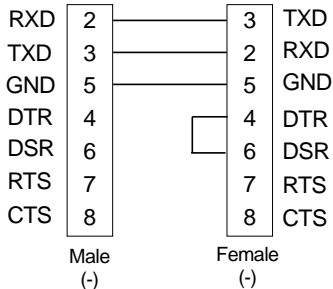 RXD 2 3 TXD
TXD 3 2 RXD
GND 5 5 GND
DTR 4 4 DTR
DSR 6 6 DSR
RTS 7 7 RTS
CTS 8 8 CTS
Male Female
(-) (-)